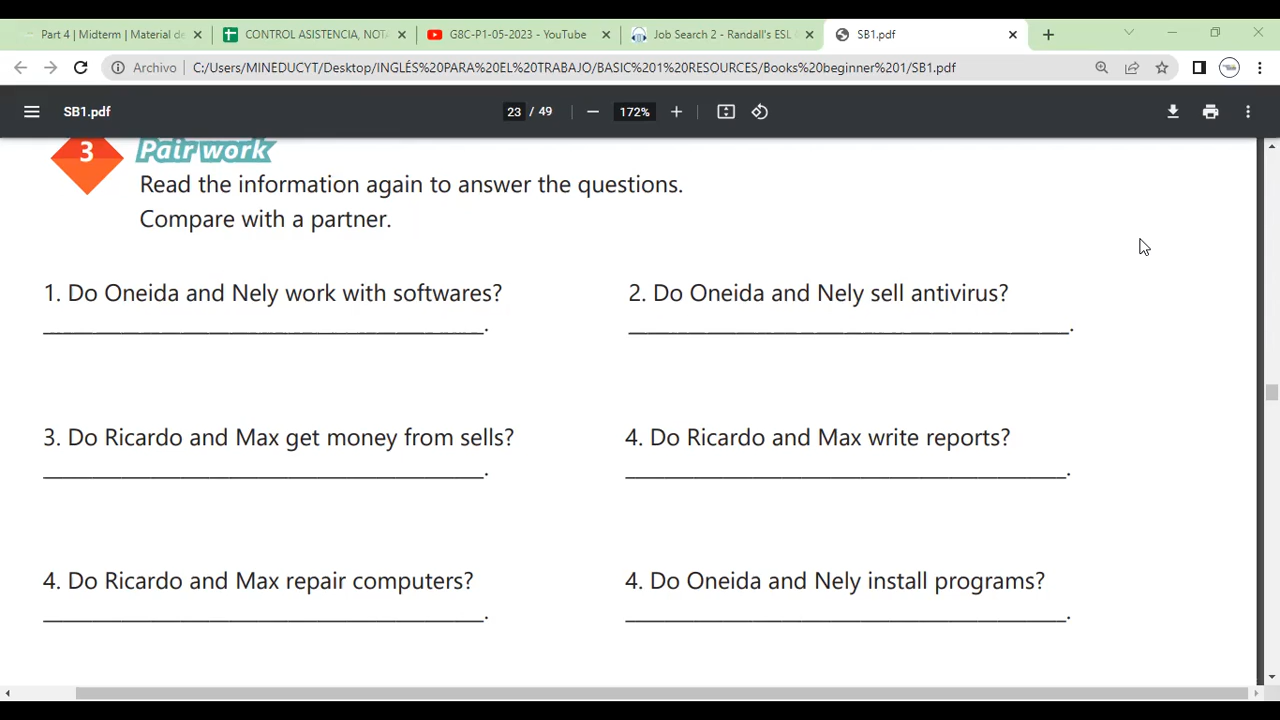 Part 4 | Midterm | Material de
CONTROL ASISTENCIA, NOTA
G8C-P1-05-2023 - YouTube
Job Search 2 - Randall's ESL
SB1.pdf
Archivo
C:/Users/MINEDUCYT/Desktop/INGLÉS%20PARA%20EL%20TRABAJO/BASIC%201%20RESOURCES/Books%20beginner%201/SB1.pdf
SB1.pdf
23 / 49
172%
3
Pair work
Read the information again to answer the questions.
Compare with a partner.
1. Do Oneida and Nely work with softwares?
2. Do Oneida and Nely sell antivirus?
3. Do Ricardo and Max get money from sells?
4. Do Ricardo and Max write reports?
4. Do Ricardo and Max repair computers?
4. Do Oneida and Nely install programs?